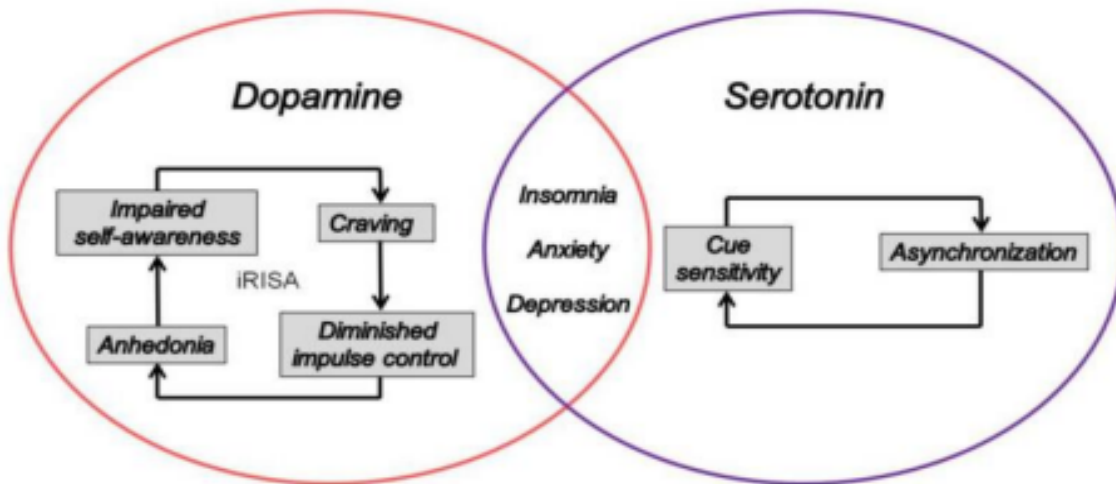 Dopamine
Serotonin
Impaired
self-awareness
Craving
iRISA
Anhedonia
Diminished
impulse control
Insomnia
Anxiety
Depression
Cue
sensitivity
Asynchronization